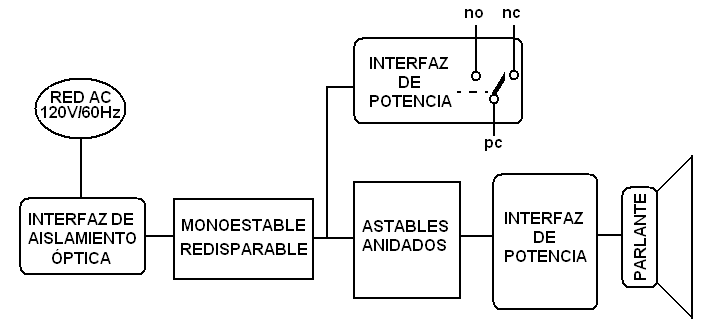 no nc
INTERFAZ
DE
POTENCIA
pc
RED AC
120V/60Hz
INTERFAZ DE
AISLAMIENTO
ÓPTICA
MONOESTABLE
REDISPARABLE
ASTABLES
ANIDADOS
INTERFAZ
DE
POTENCIA
PARLANTE